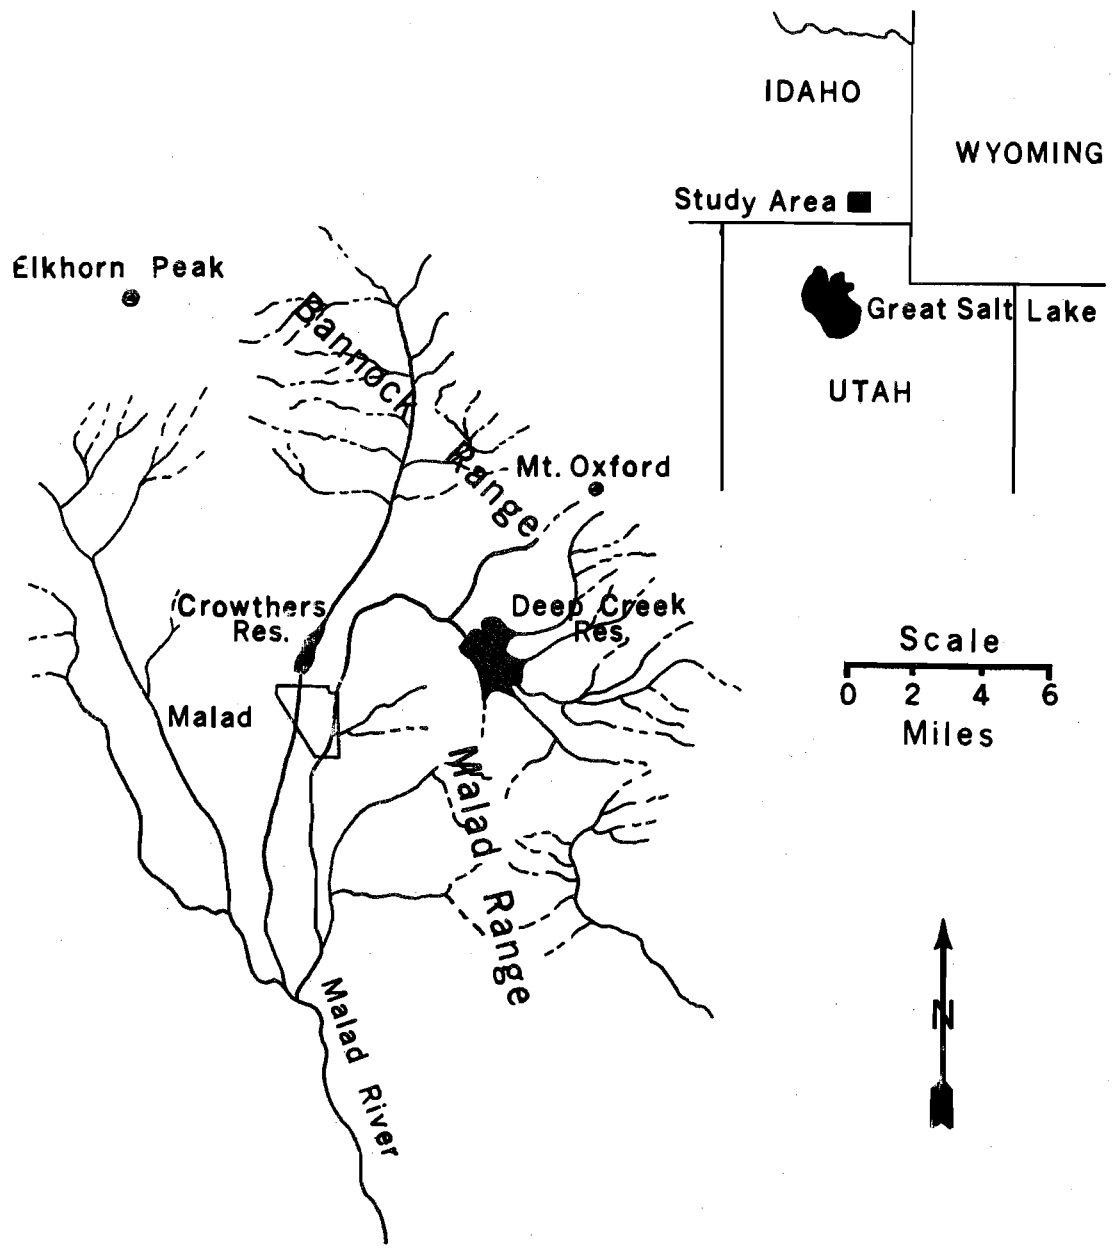 IDAHO
WYOMING
Study Area
Great Salt Lake
UTAH
Elkhorn Peak
Bannock Range
Mt. Oxford
Crowthers
Res.
Deep Creek
Res.
Malad
Malad Range
Malad River
Scale
0 2 4 6
Miles
N